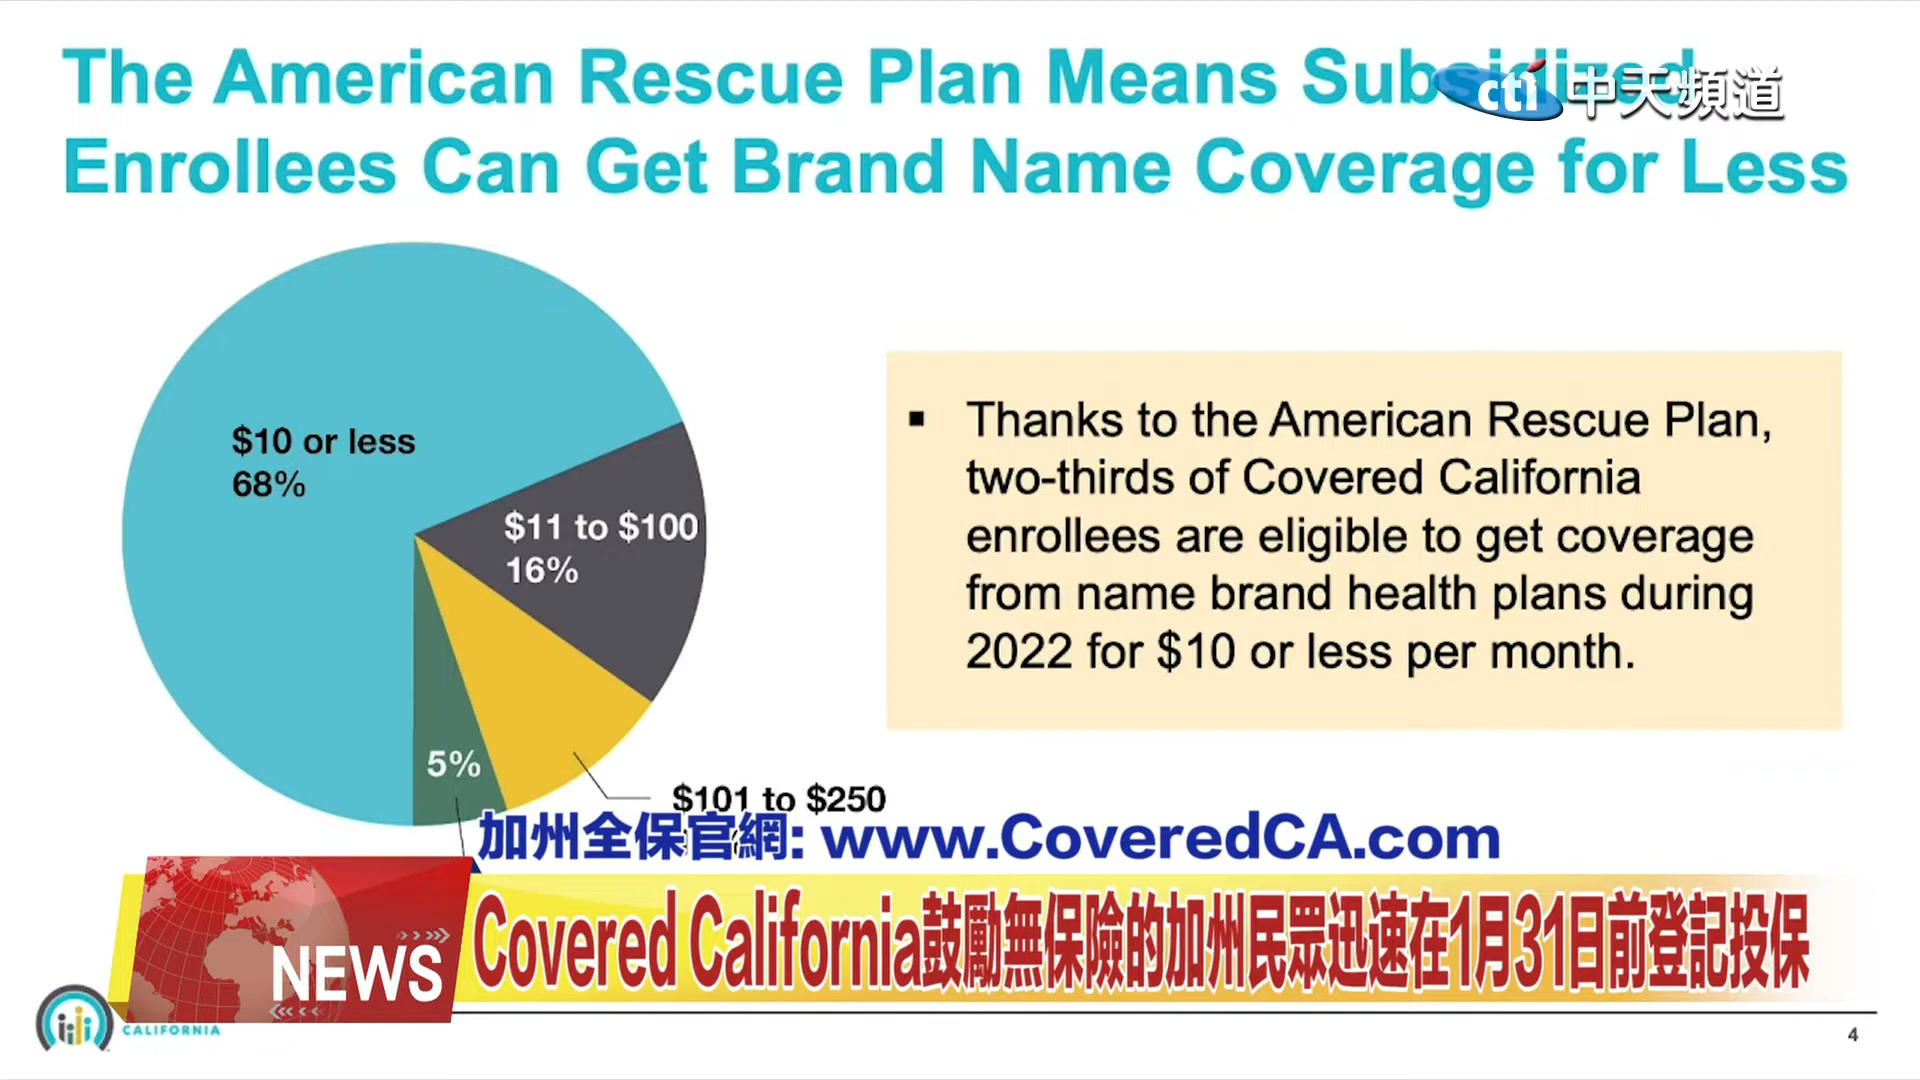 The American Rescue Plan Means Subsidized
cti 中天頻道
Enrollees Can Get Brand Name Coverage for Less
$10 or less
68%
$11 to $100
16%
5%
$101 to $250
▪ Thanks to the American Rescue Plan,
two-thirds of Covered California
enrollees are eligible to get coverage
from name brand health plans during
2022 for $10 or less per month.
加州全保官網: www.CoveredCA.com
NEWS
Covered California鼓勵無保險的加州民眾迅速在1月31日前登記投保
CALIFORNIA
4